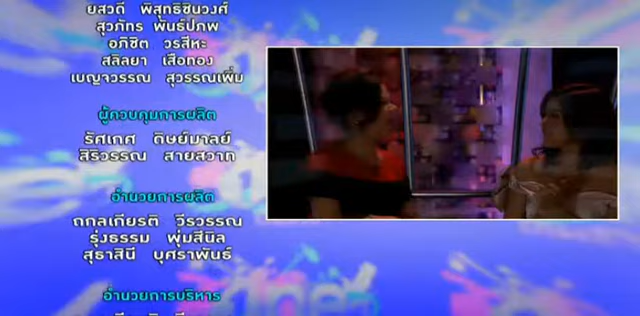 ยสวดี พิสุทธิชินวงศ์
สุวภัทร พันธ์ปภพ
อภิชิต วรสีหะ
สลิลยา เสือทอง
เบญจวรรณ สุวรรณเพิ่ม
ผู้ควบคุมการผลิต
รัศเกศ ดิษย์มาลย์
สิริวรรณ สายสวาท
อำนวยการผลิต
ถกลเกียรติ วีรวรรณ
รุ่งธรรม พุ่มสีนิล
สุธาสินี บุศราพันธ์
อำนวยการบริหาร